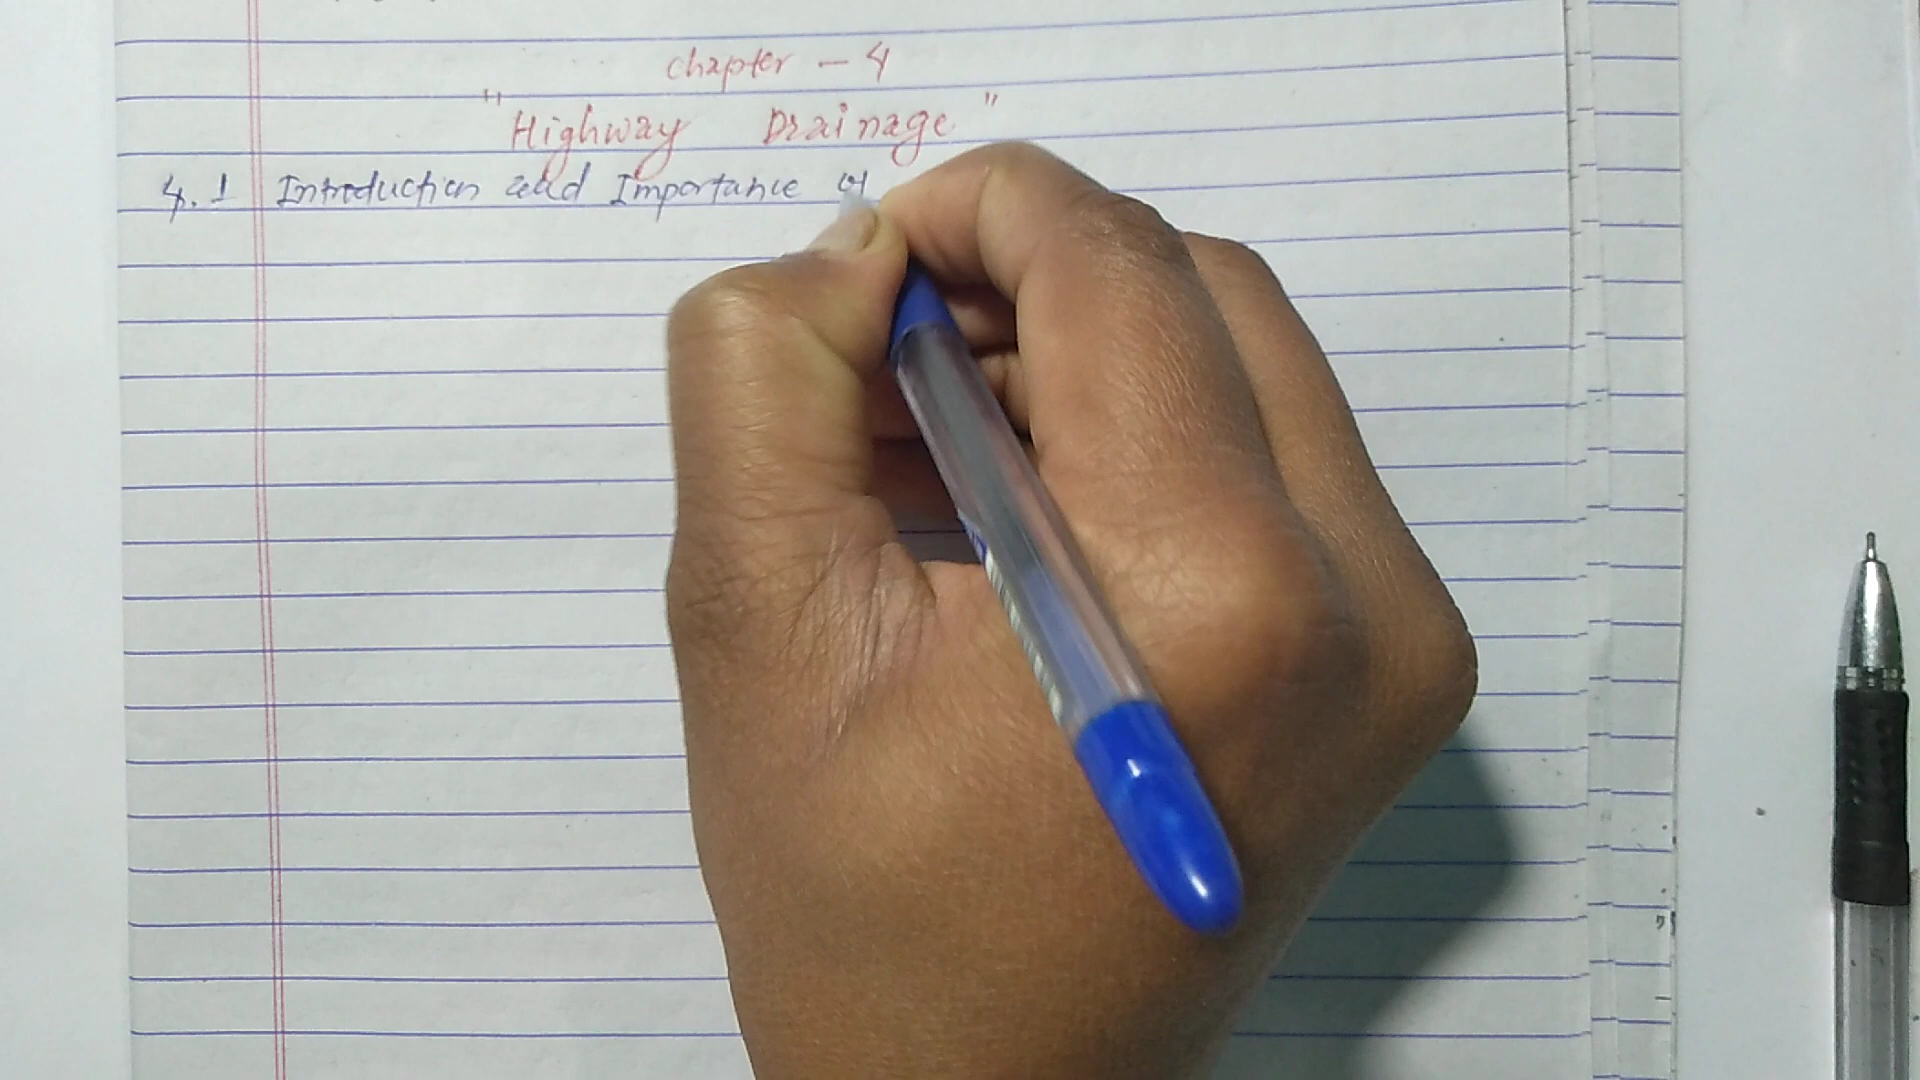 chapter - 4
"Highway Drainage"
4.1 Introduction and Importance of